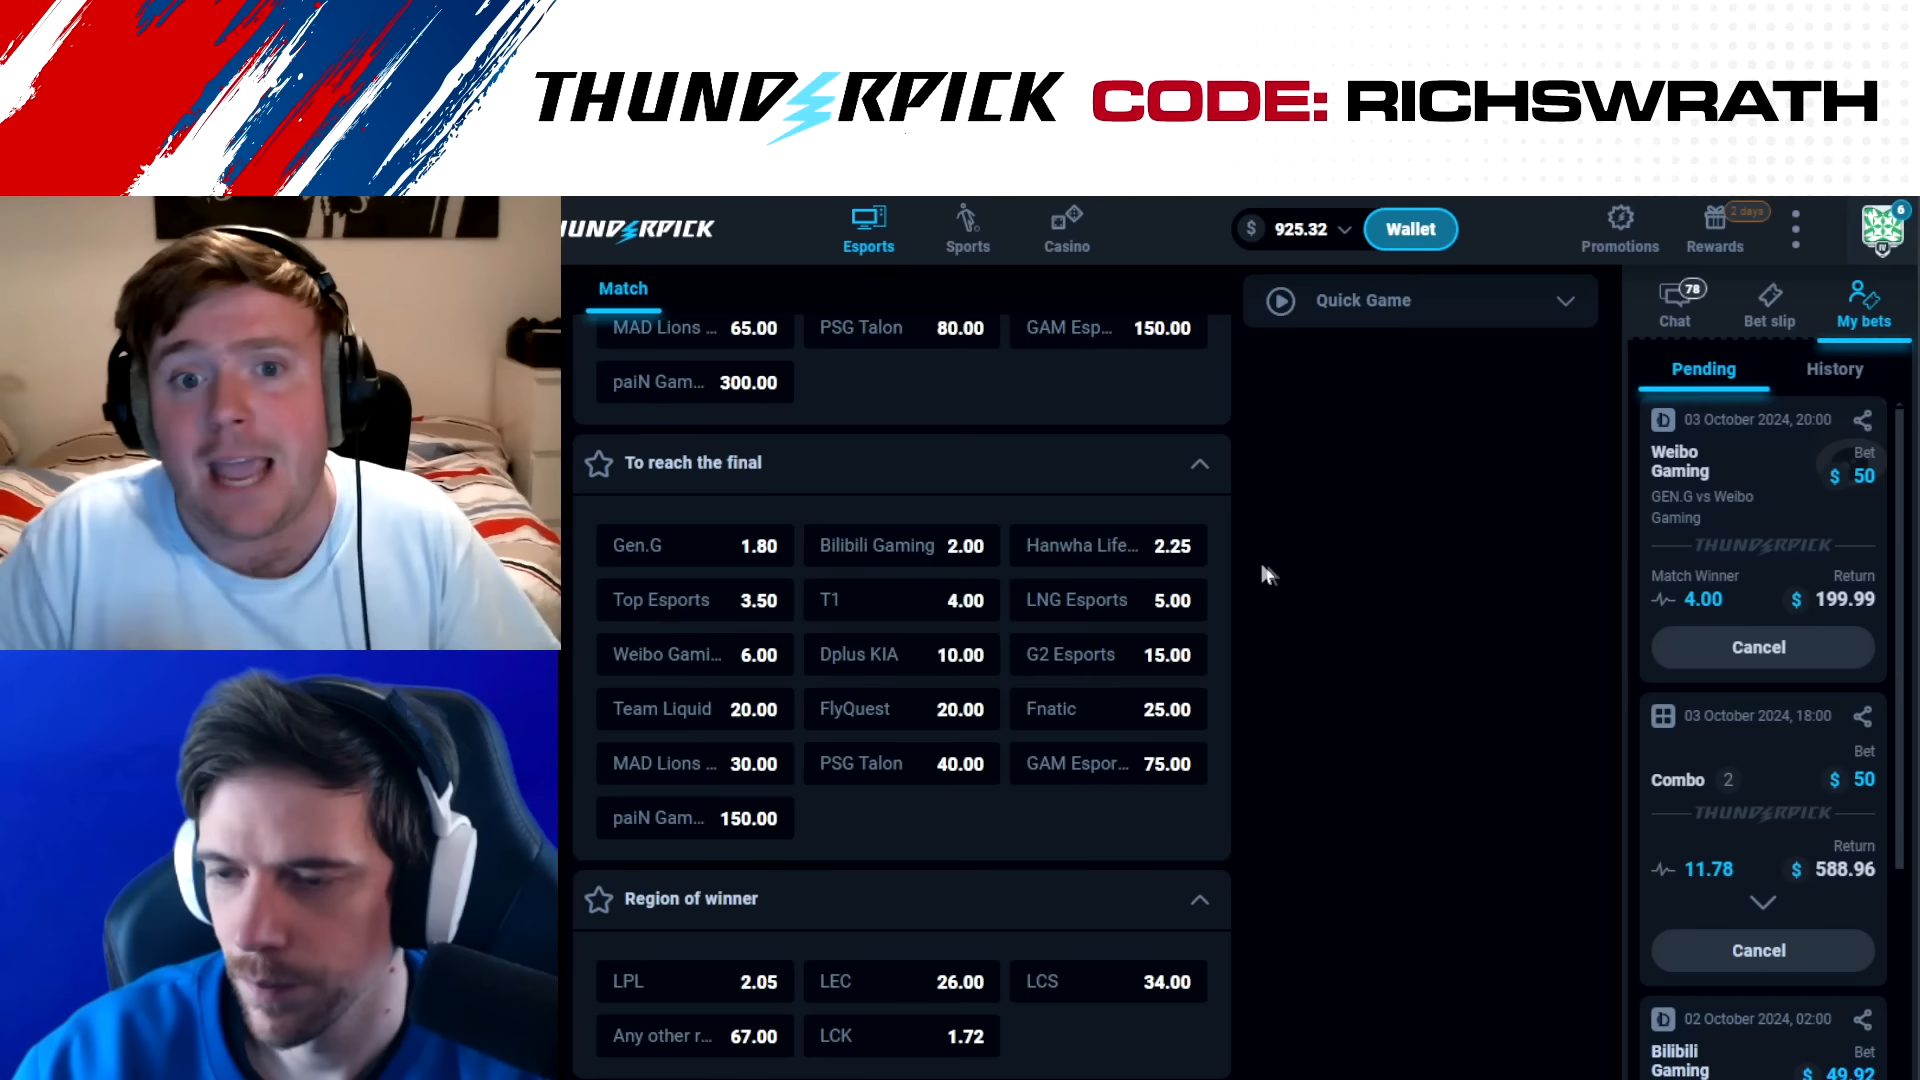 THUNDERPICK CODE: RICHSWRATH
HUNDERPICK
Esports
Sports
Casino
$ 925.32
Wallet
Promotions
2 days
Rewards
6
IV
Match
MAD Lions ... 65.00
PSG Talon 80.00
GAM Esp... 150.00
paiN Gam... 300.00
To reach the final
Gen.G 1.80
Bilibili Gaming 2.00
Hanwha Life... 2.25
Top Esports 3.50
T1 4.00
LNG Esports 5.00
Weibo Gami... 6.00
Dplus KIA 10.00
G2 Esports 15.00
Team Liquid 20.00
FlyQuest 20.00
Fnatic 25.00
MAD Lions ... 30.00
PSG Talon 40.00
GAM Espor... 75.00
paiN Gam... 150.00
Region of winner
LPL 2.05
LEC 26.00
LCS 34.00
Any other r... 67.00
LCK 1.72
Quick Game
78
Chat
Bet slip
My bets
Pending
History
03 October 2024, 20:00
Weibo
Gaming
Bet
$ 50
GEN.G vs Weibo
Gaming
THUNDERPICK
Match Winner
Return
4.00
$ 199.99
Cancel
03 October 2024, 18:00
Bet
Combo 2
$ 50
THUNDERPICK
Return
11.78
$ 588.96
Cancel
02 October 2024, 02:00
Bilibili
Gaming
Bet
$ 49.92